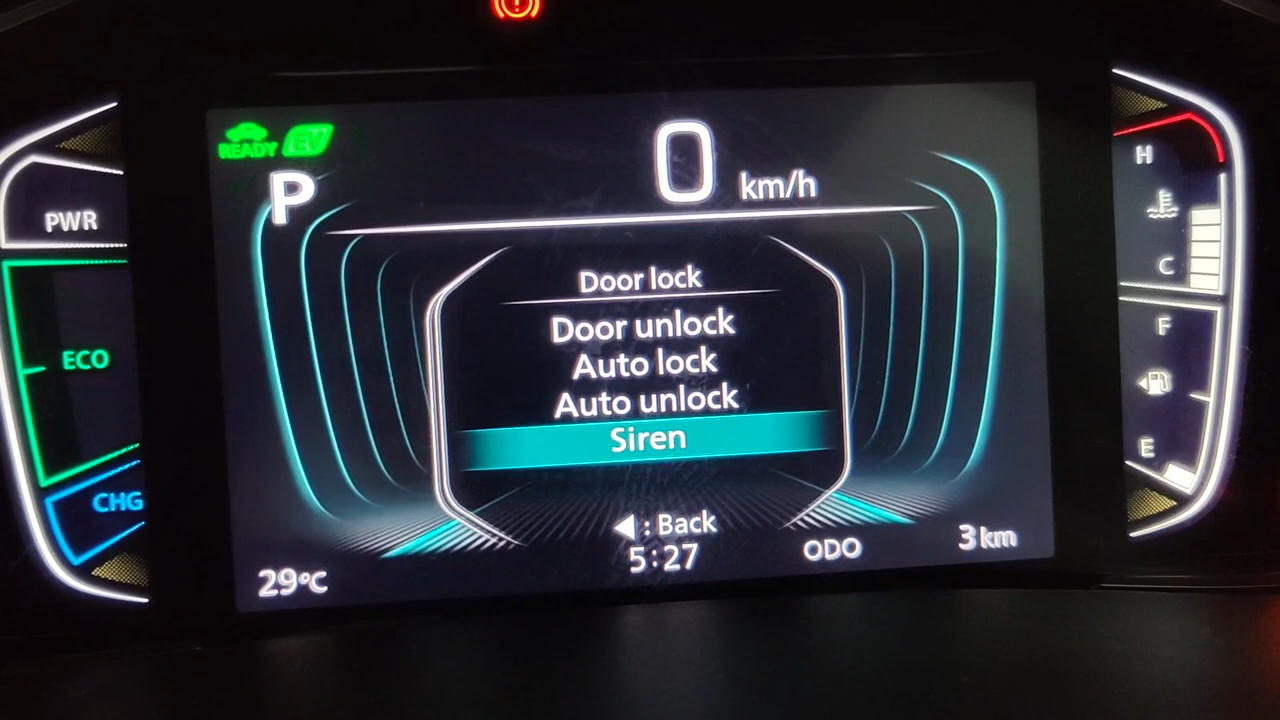 READY EV
P
0 km/h
PWR
ECO
CHG
Door lock
Door unlock
Auto lock
Auto unlock
Siren
◀ : Back
5:27
ODO
3 km
29°C
H
C
F
E